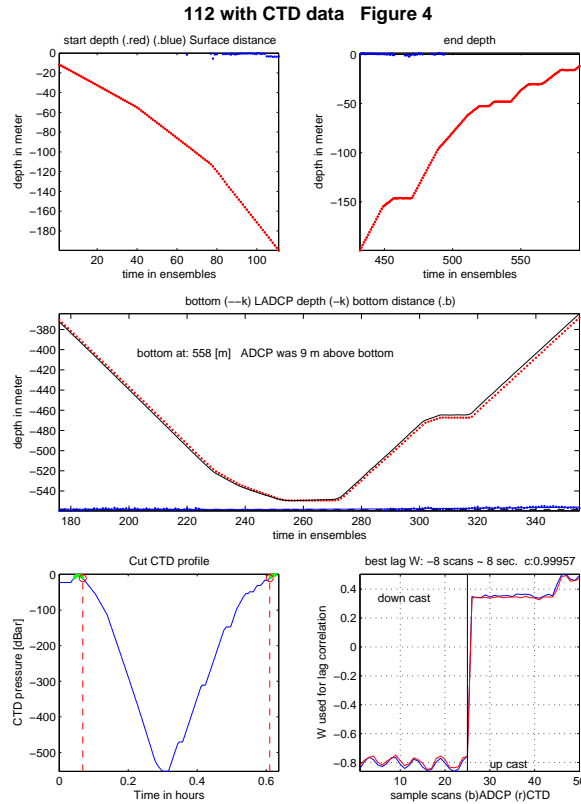 112 with CTD data   Figure 4
start depth (.red) (.blue) Surface distance
0
−20
−40
−60
−80
−100
−120
−140
−160
−180
depth in meter
20 40 60 80 100
time in ensembles
end depth
0
−50
−100
−150
depth in meter
450 500 550
time in ensembles
bottom (−−k) LADCP depth (−k) bottom distance (.b)
−380
−400
−420
−440
−460
−480
−500
−520
−540
depth in meter
bottom at: 558 [m]   ADCP was 9 m above bottom
180 200 220 240 260 280 300 320 340
time in ensembles
Cut CTD profile
0
−100
−200
−300
−400
−500
CTD pressure [dBar]
0 0.2 0.4 0.6
Time in hours
best lag W: −8 scans ~ 8 sec.  c:0.99957
0.4
0.2
0
−0.2
−0.4
−0.6
−0.8
W used for lag correlation
down cast
up cast
10 20 30 40 50
sample scans (b)ADCP (r)CTD